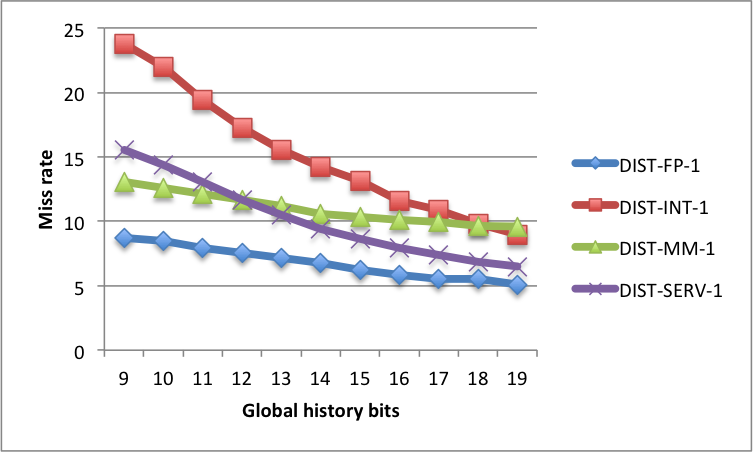 25
20
15
10
5
0
Miss rate
9 10 11 12 13 14 15 16 17 18 19
Global history bits
DIST-FP-1
DIST-INT-1
DIST-MM-1
DIST-SERV-1